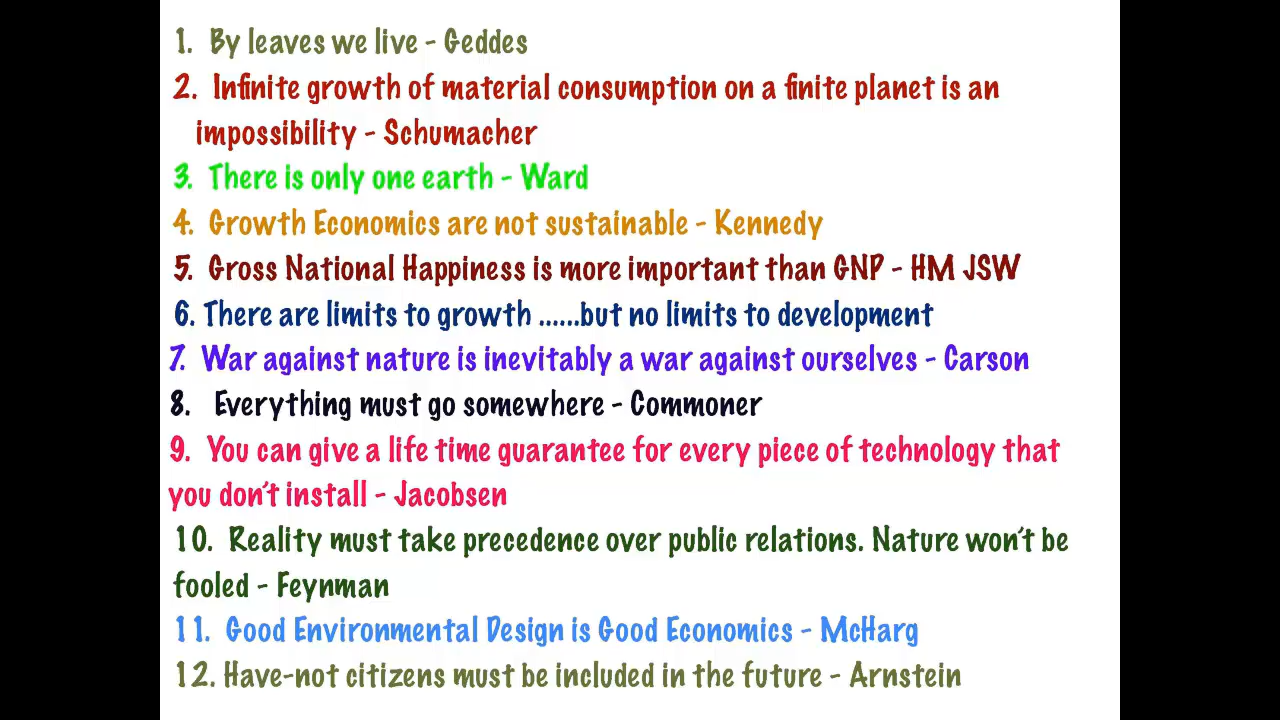 1. By leaves we live - Geddes
2. Infinite growth of material consumption on a finite planet is an
impossibility - Schumacher
3. There is only one earth - Ward
4. Growth Economics are not sustainable - Kennedy
5. Gross National Happiness is more important than GNP - HM JSW
6. There are limits to growth ......but no limits to development
7. War against nature is inevitably a war against ourselves - Carson
8. Everything must go somewhere - Commoner
9. You can give a life time guarantee for every piece of technology that
you don't install - Jacobsen
10. Reality must take precedence over public relations. Nature won't be
fooled - Feynman
11. Good Environmental Design is Good Economics - McHarg
12. Have-not citizens must be included in the future - Arnstein